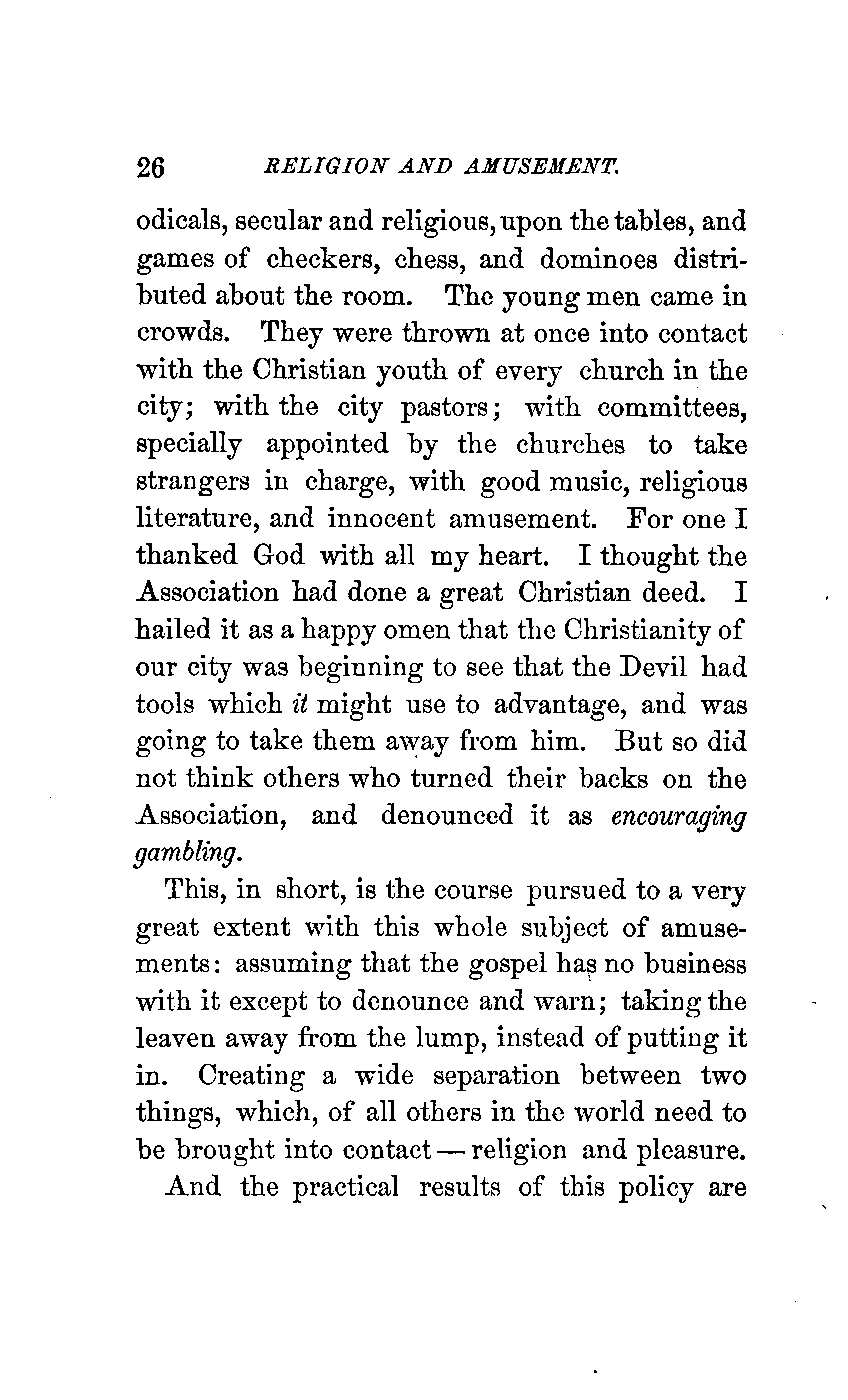 26 RELIGION AND AMUSEMENT.
odicals, secular and religious, upon the tables, and
games of checkers, chess, and dominoes distri-
buted about the room. The young men came in
crowds. They were thrown at once into contact
with the Christian youth of every church in the
city; with the city pastors; with committees,
specially appointed by the churches to take
strangers in charge, with good music, religious
literature, and innocent amusement. For one I
thanked God with all my heart. I thought the
Association had done a great Christian deed. I
hailed it as a happy omen that the Christianity of
our city was beginning to see that the Devil had
tools which it might use to advantage, and was
going to take them away from him. But so did
not think others who turned their backs on the
Association, and denounced it as encouraging
gambling.
This, in short, is the course pursued to a very
great extent with this whole subject of amuse-
ments: assuming that the gospel has no business
with it except to denounce and warn; taking the
leaven away from the lump, instead of putting it
in. Creating a wide separation between two
things, which, of all others in the world need to
be brought into contact — religion and pleasure.
And the practical results of this policy are